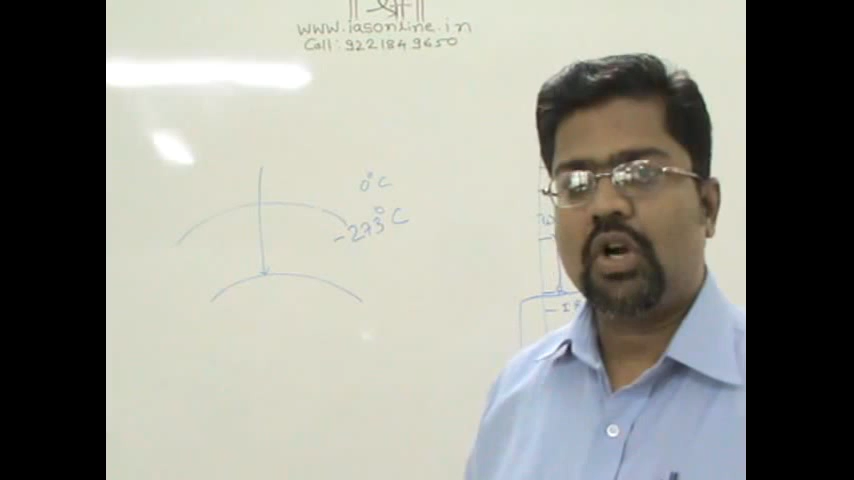 || श्री ||
www.iasonline.in
Call: 9221849650
0°C
-273°C